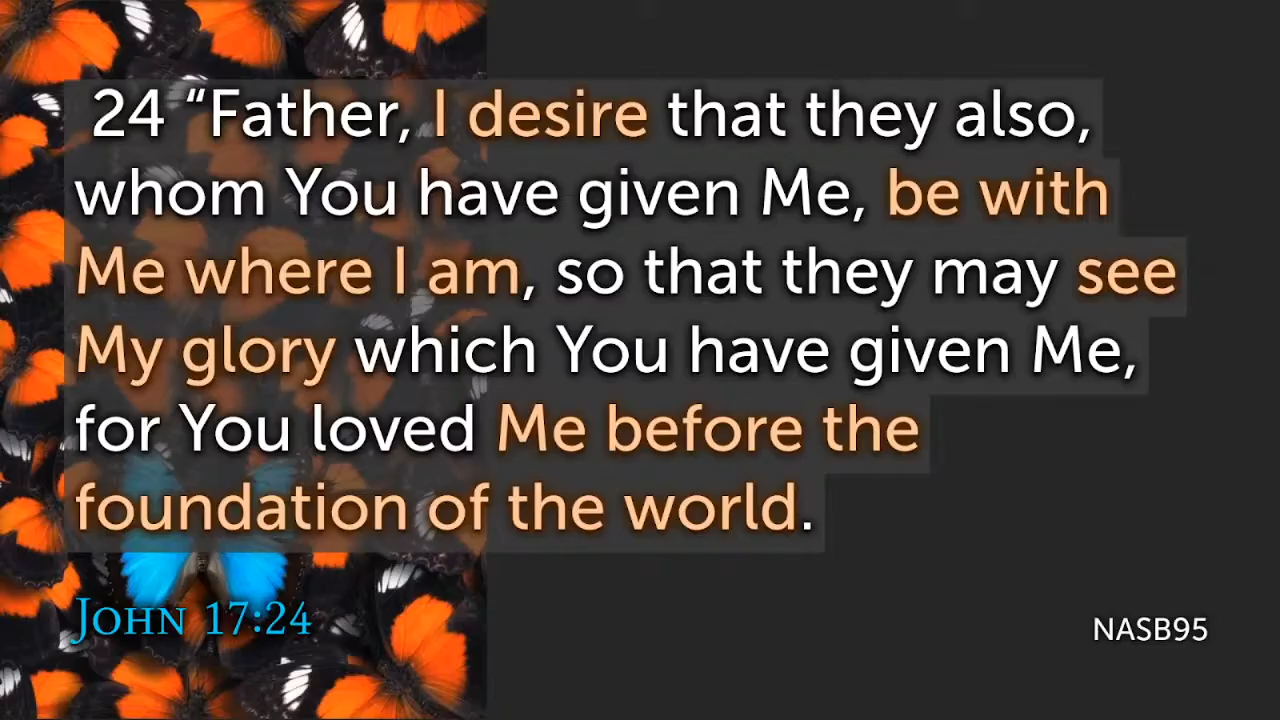 24 “Father, I desire that they also,
whom You have given Me, be with
Me where I am, so that they may see
My glory which You have given Me,
for You loved Me before the
foundation of the world.
John 17:24
NASB95